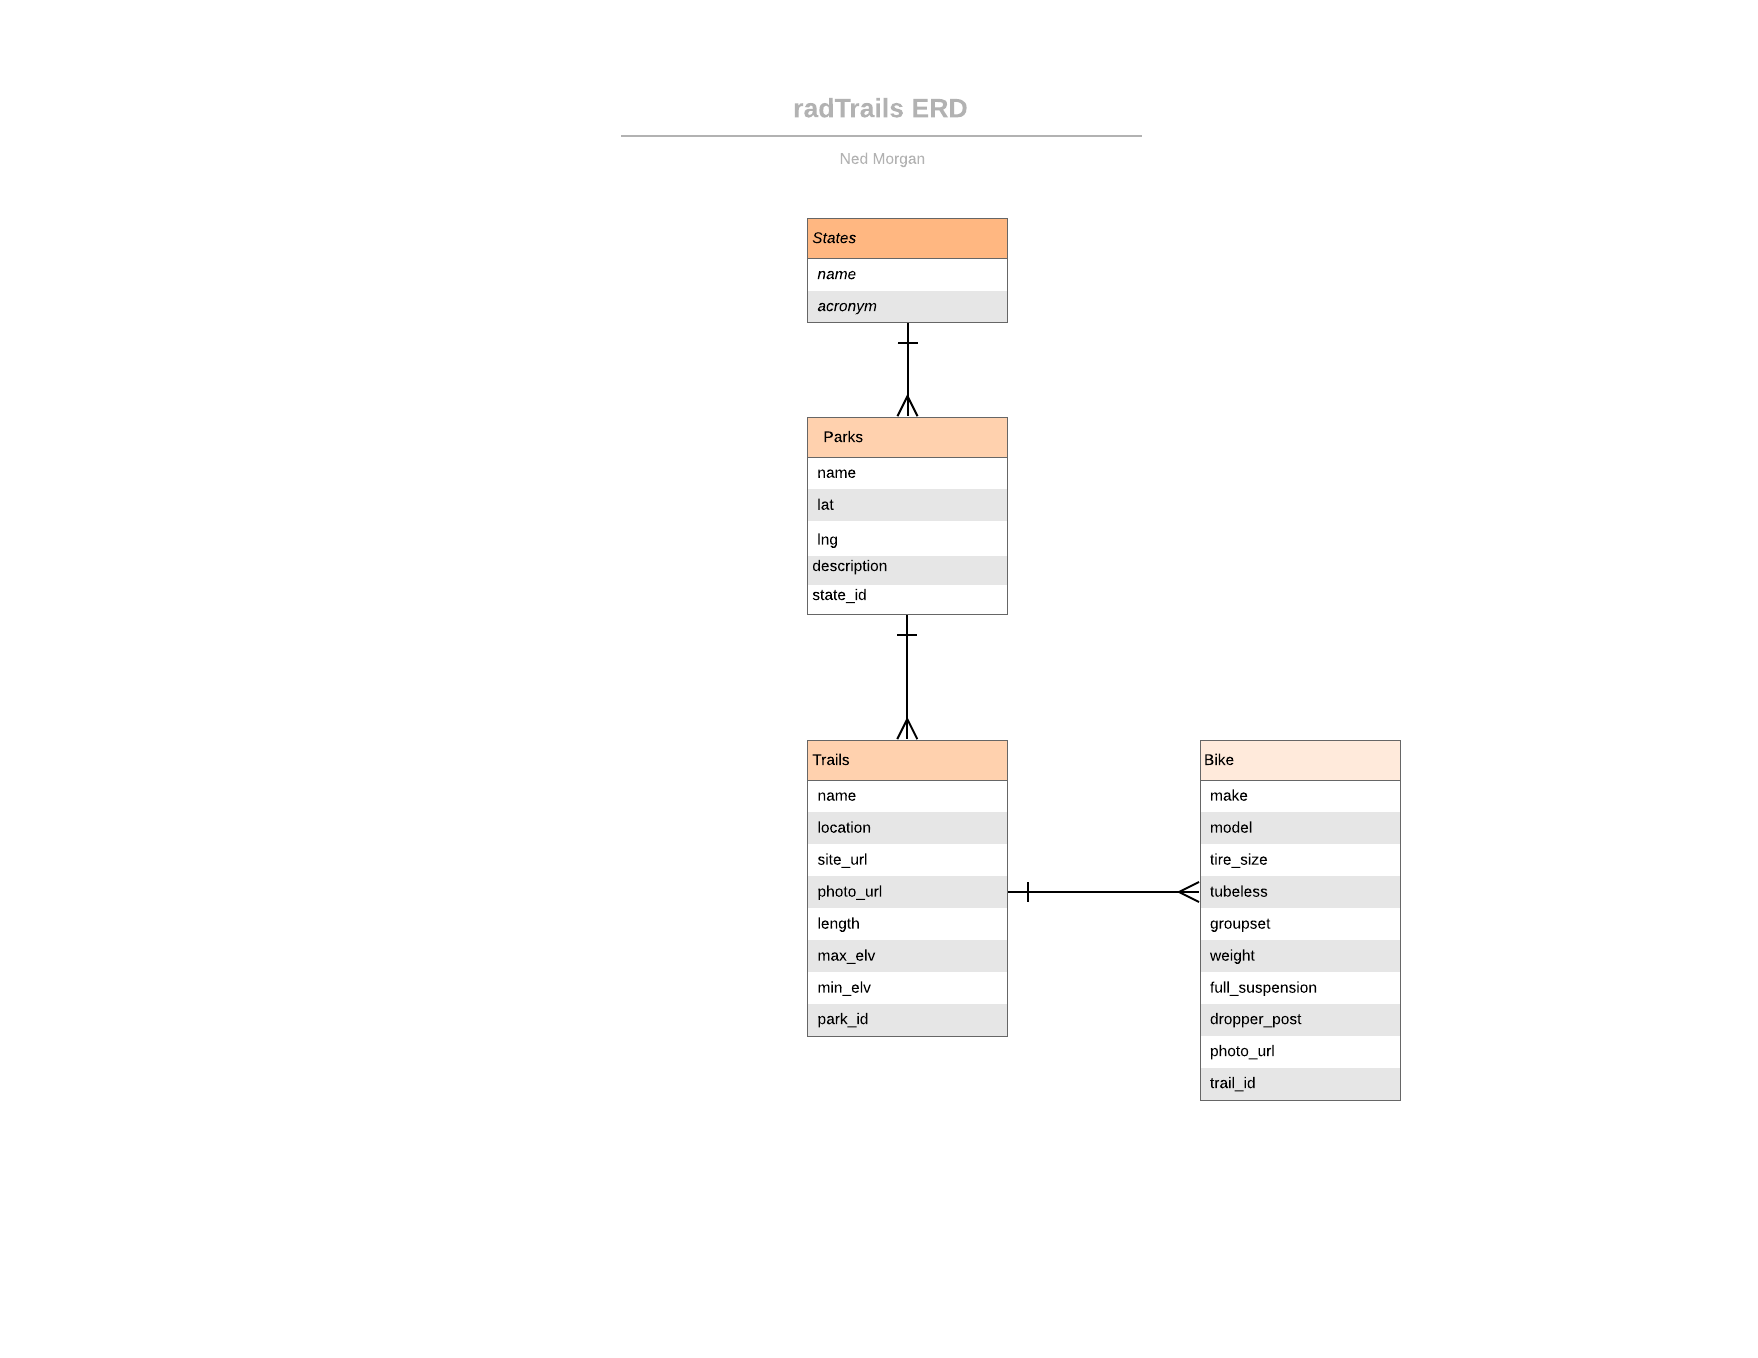 radTrails ERD
Ned Morgan
States
name
acronym
Parks
name
lat
lng
description
state_id
Trails
name
location
site_url
photo_url
length
max_elv
min_elv
park_id
Bike
make
model
tire_size
tubeless
groupset
weight
full_suspension
dropper_post
photo_url
trail_id